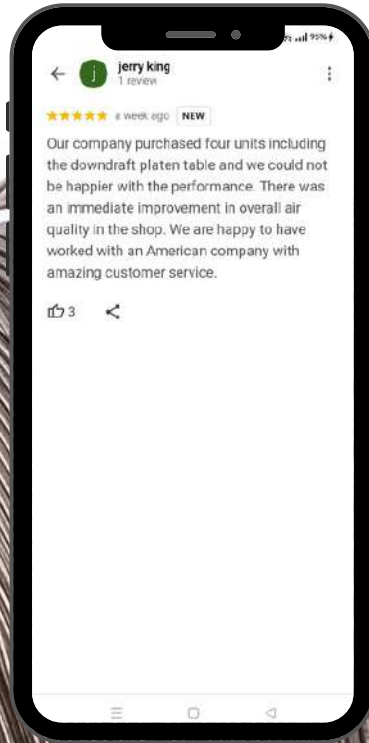 95%
j
jerry king
1 review
a week ago NEW
Our company purchased four units including
the downdraft platen table and we could not
be happier with the performance. There was
an immediate improvement in overall air
quality in the shop. We are happy to have
worked with an American company with
amazing customer service.
3